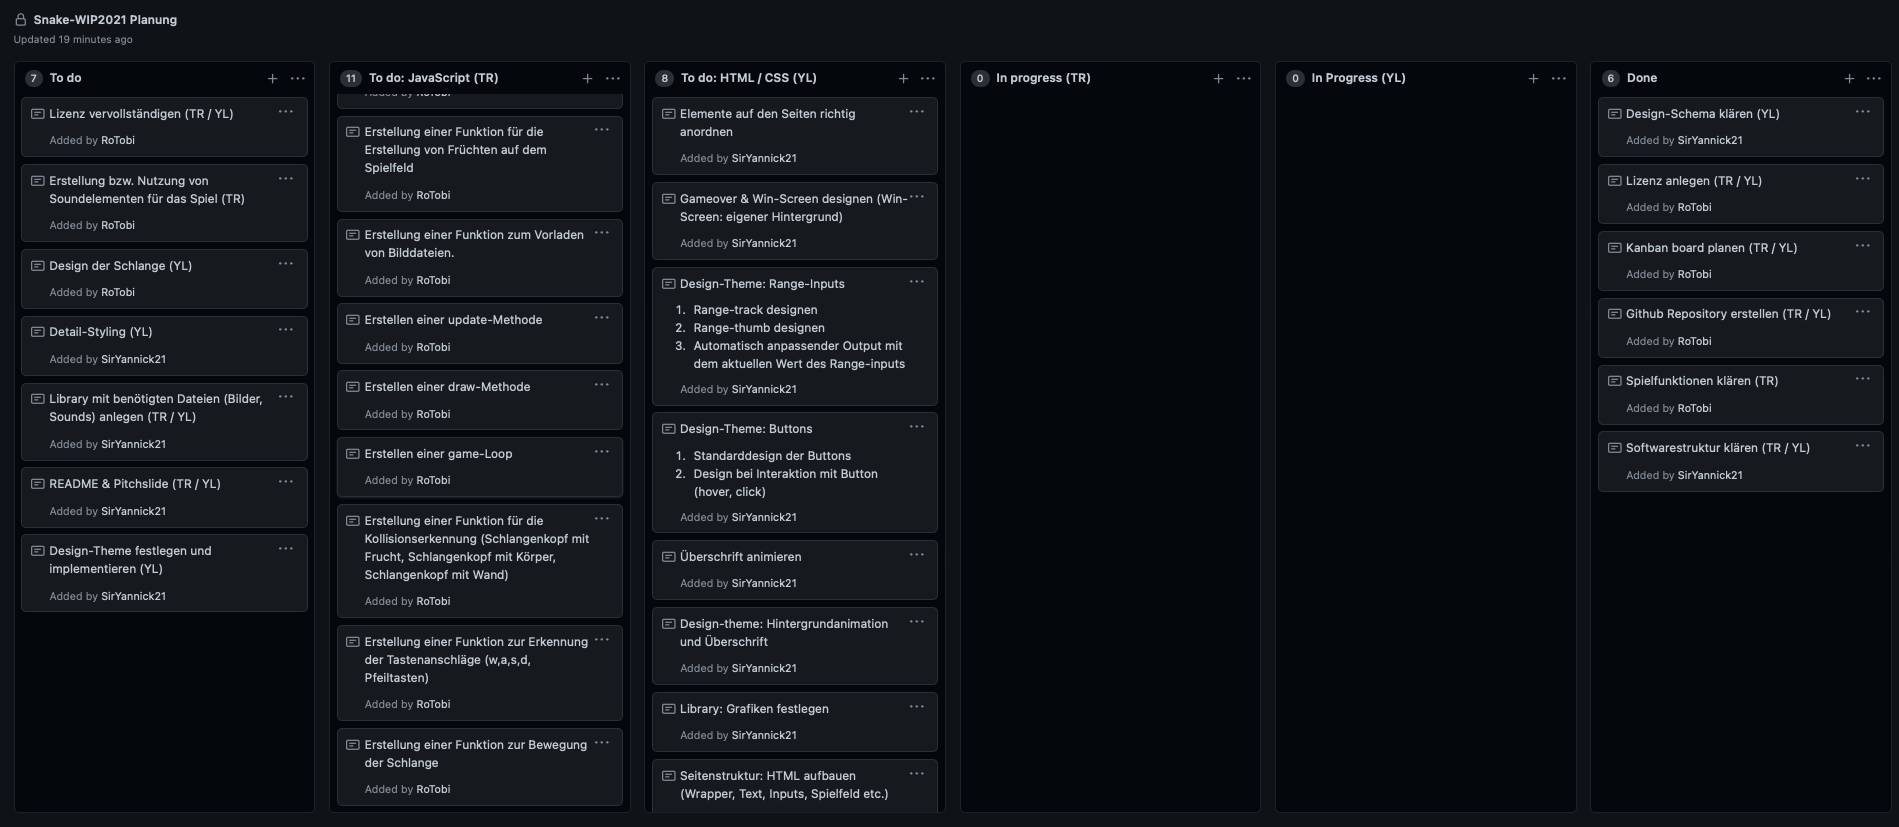 Snake-WIP2021 Planung
Updated 19 minutes ago
7 To do
Lizenz vervollständigen (TR / YL)
Added by RoTobi
Erstellung bzw. Nutzung von
Soundelementen für das Spiel (TR)
Added by RoTobi
Design der Schlange (YL)
Added by RoTobi
Detail-Styling (YL)
Added by SirYannick21
Library mit benötigten Dateien (Bilder,
Sounds) anlegen (TR / YL)
Added by SirYannick21
README & Pitchslide (TR / YL)
Added by SirYannick21
Design-Theme festlegen und
implementieren (YL)
Added by SirYannick21
11 To do: JavaScript (TR)
Added by RoTobi
Erstellung einer Funktion für die
Erstellung von Früchten auf dem
Spielfeld
Added by RoTobi
Erstellung einer Funktion zum Vorladen
von Bilddateien.
Added by RoTobi
Erstellen einer update-Methode
Added by RoTobi
Erstellen einer draw-Methode
Added by RoTobi
Erstellen einer game-Loop
Added by RoTobi
Erstellung einer Funktion für die
Kollisionserkennung (Schlangenkopf mit
Frucht, Schlangenkopf mit Körper,
Schlangenkopf mit Wand)
Added by RoTobi
Erstellung einer Funktion zur Erkennung
der Tastenanschläge (w,a,s,d,
Pfeiltasten)
Added by RoTobi
Erstellung einer Funktion zur Bewegung
der Schlange
Added by RoTobi
8 To do: HTML / CSS (YL)
Elemente auf den Seiten richtig
anordnen
Added by SirYannick21
Gameover & Win-Screen designen (Win-
Screen: eigener Hintergrund)
Added by SirYannick21
Design-Theme: Range-Inputs
1. Range-track designen
2. Range-thumb designen
3. Automatisch anpassender Output mit
dem aktuellen Wert des Range-inputs
Added by SirYannick21
Design-Theme: Buttons
1. Standarddesign der Buttons
2. Design bei Interaktion mit Button
(hover, click)
Added by SirYannick21
Überschrift animieren
Added by SirYannick21
Design-theme: Hintergrundanimation
und Überschrift
Added by SirYannick21
Library: Grafiken festlegen
Added by SirYannick21
Seitenstruktur: HTML aufbauen
(Wrapper, Text, Inputs, Spielfeld etc.)
0 In progress (TR)
0 In Progress (YL)
6 Done
Design-Schema klären (YL)
Added by SirYannick21
Lizenz anlegen (TR / YL)
Added by RoTobi
Kanban board planen (TR / YL)
Added by RoTobi
Github Repository erstellen (TR / YL)
Added by RoTobi
Spielfunktionen klären (TR)
Added by RoTobi
Softwarestruktur klären (TR / YL)
Added by SirYannick21